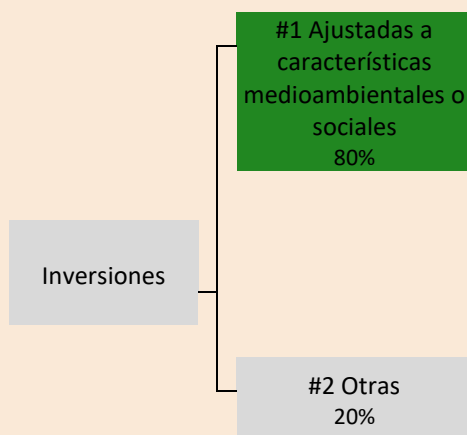 #1 Ajustadas a
características
medioambientales o
sociales
80%
Inversiones
#2 Otras
20%